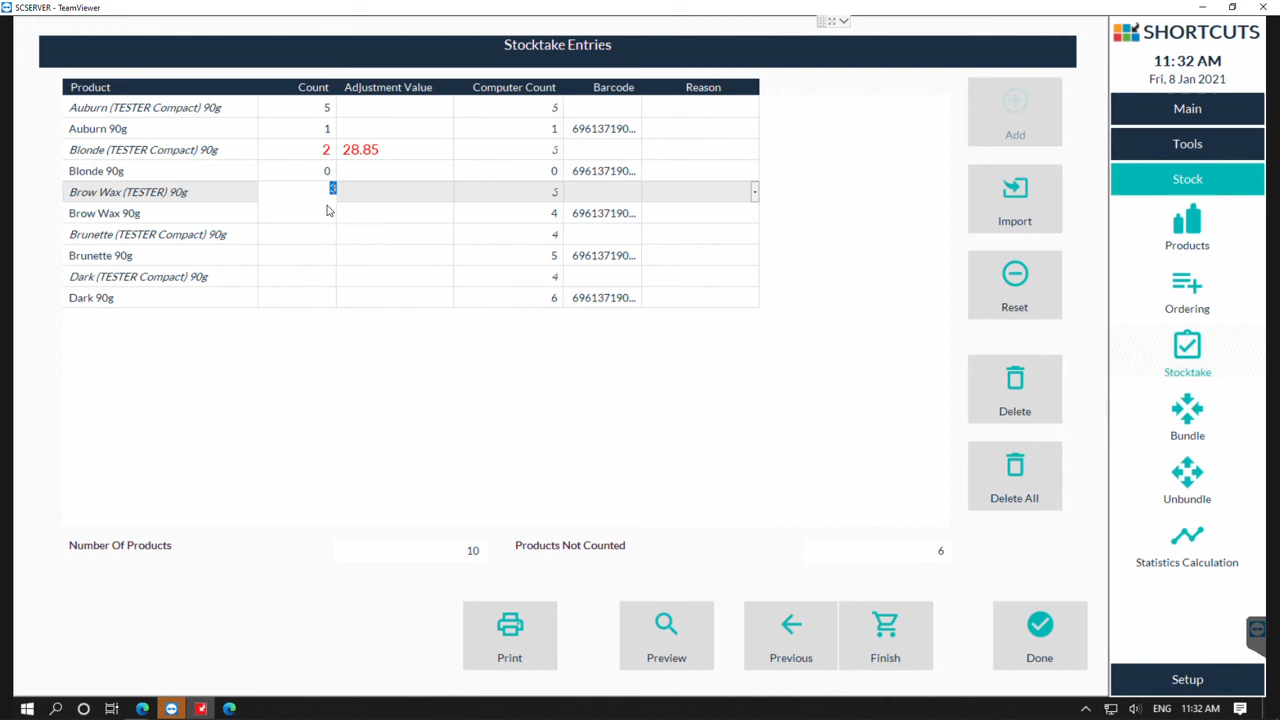 SCSERVER - TeamViewer
SHORTCUTS
11:32 AM
Fri, 8 Jan 2021
Stocktake Entries
Product Count Adjustment Value Computer Count Barcode Reason
Auburn (TESTER Compact) 90g 5 5
Auburn 90g 1 1 696137190...
Blonde (TESTER Compact) 90g 2 28.85 3
Blonde 90g 0 0 696137190...
Brow Wax (TESTER) 90g 3 3
Brow Wax 90g 4 696137190...
Brunette (TESTER Compact) 90g 4
Brunette 90g 5 696137190...
Dark (TESTER Compact) 90g 4
Dark 90g 6 696137190...
Number Of Products 10 Products Not Counted 6
Add
Import
Reset
Delete
Delete All
Print
Preview
Previous
Finish
Done
Main
Tools
Stock
Products
Ordering
Stocktake
Bundle
Unbundle
Statistics Calculation
Setup
ENG 11:32 AM